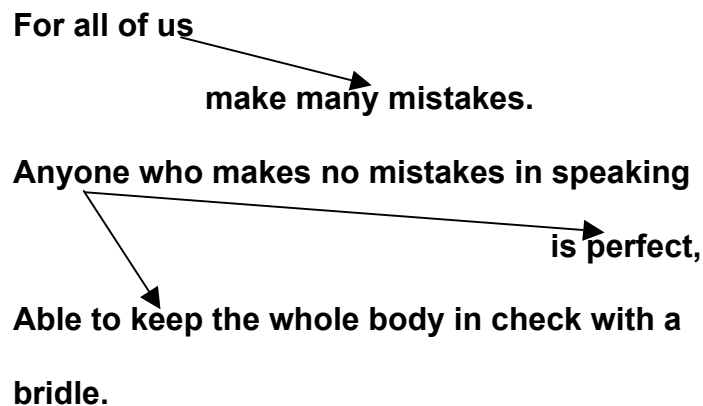 For all of us
make many mistakes.
Anyone who makes no mistakes in speaking
is perfect,
Able to keep the whole body in check with a
bridle.